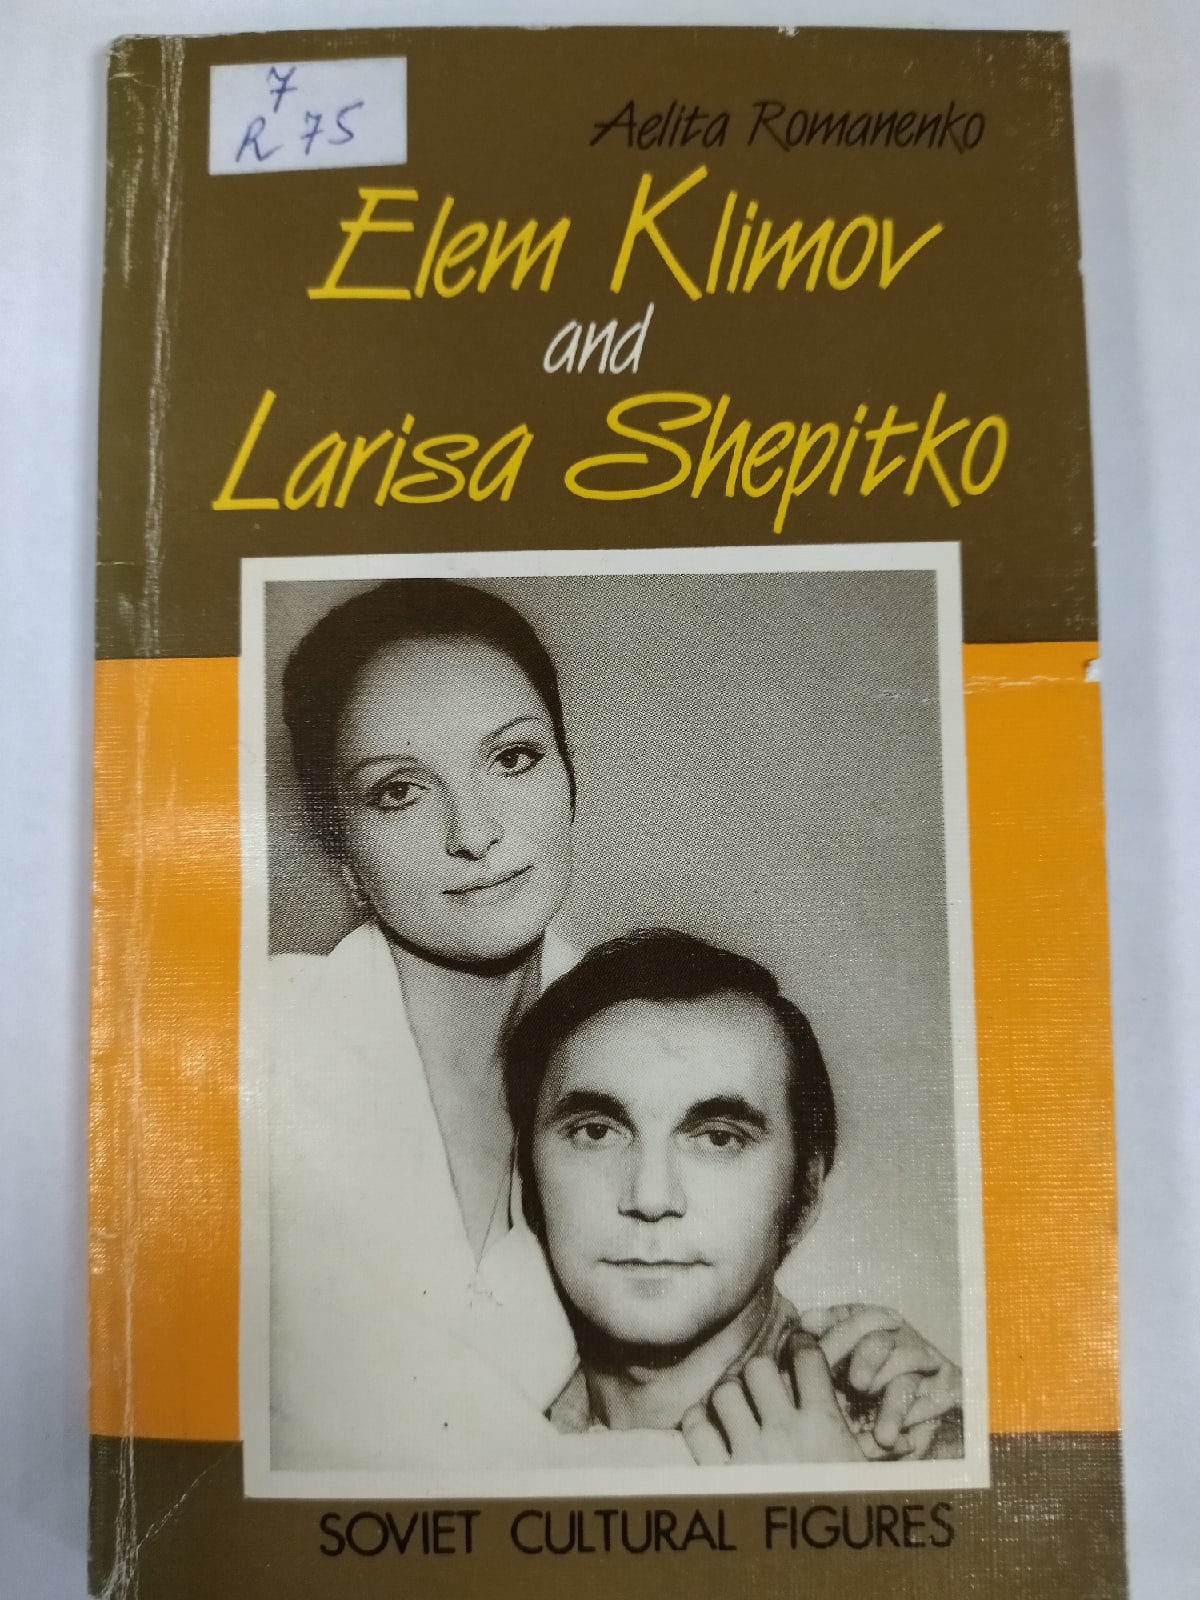 7
R 75
Aelita Romanenko
Elem Klimov
and
Larisa Shepitko
SOVIET CULTURAL FIGURES